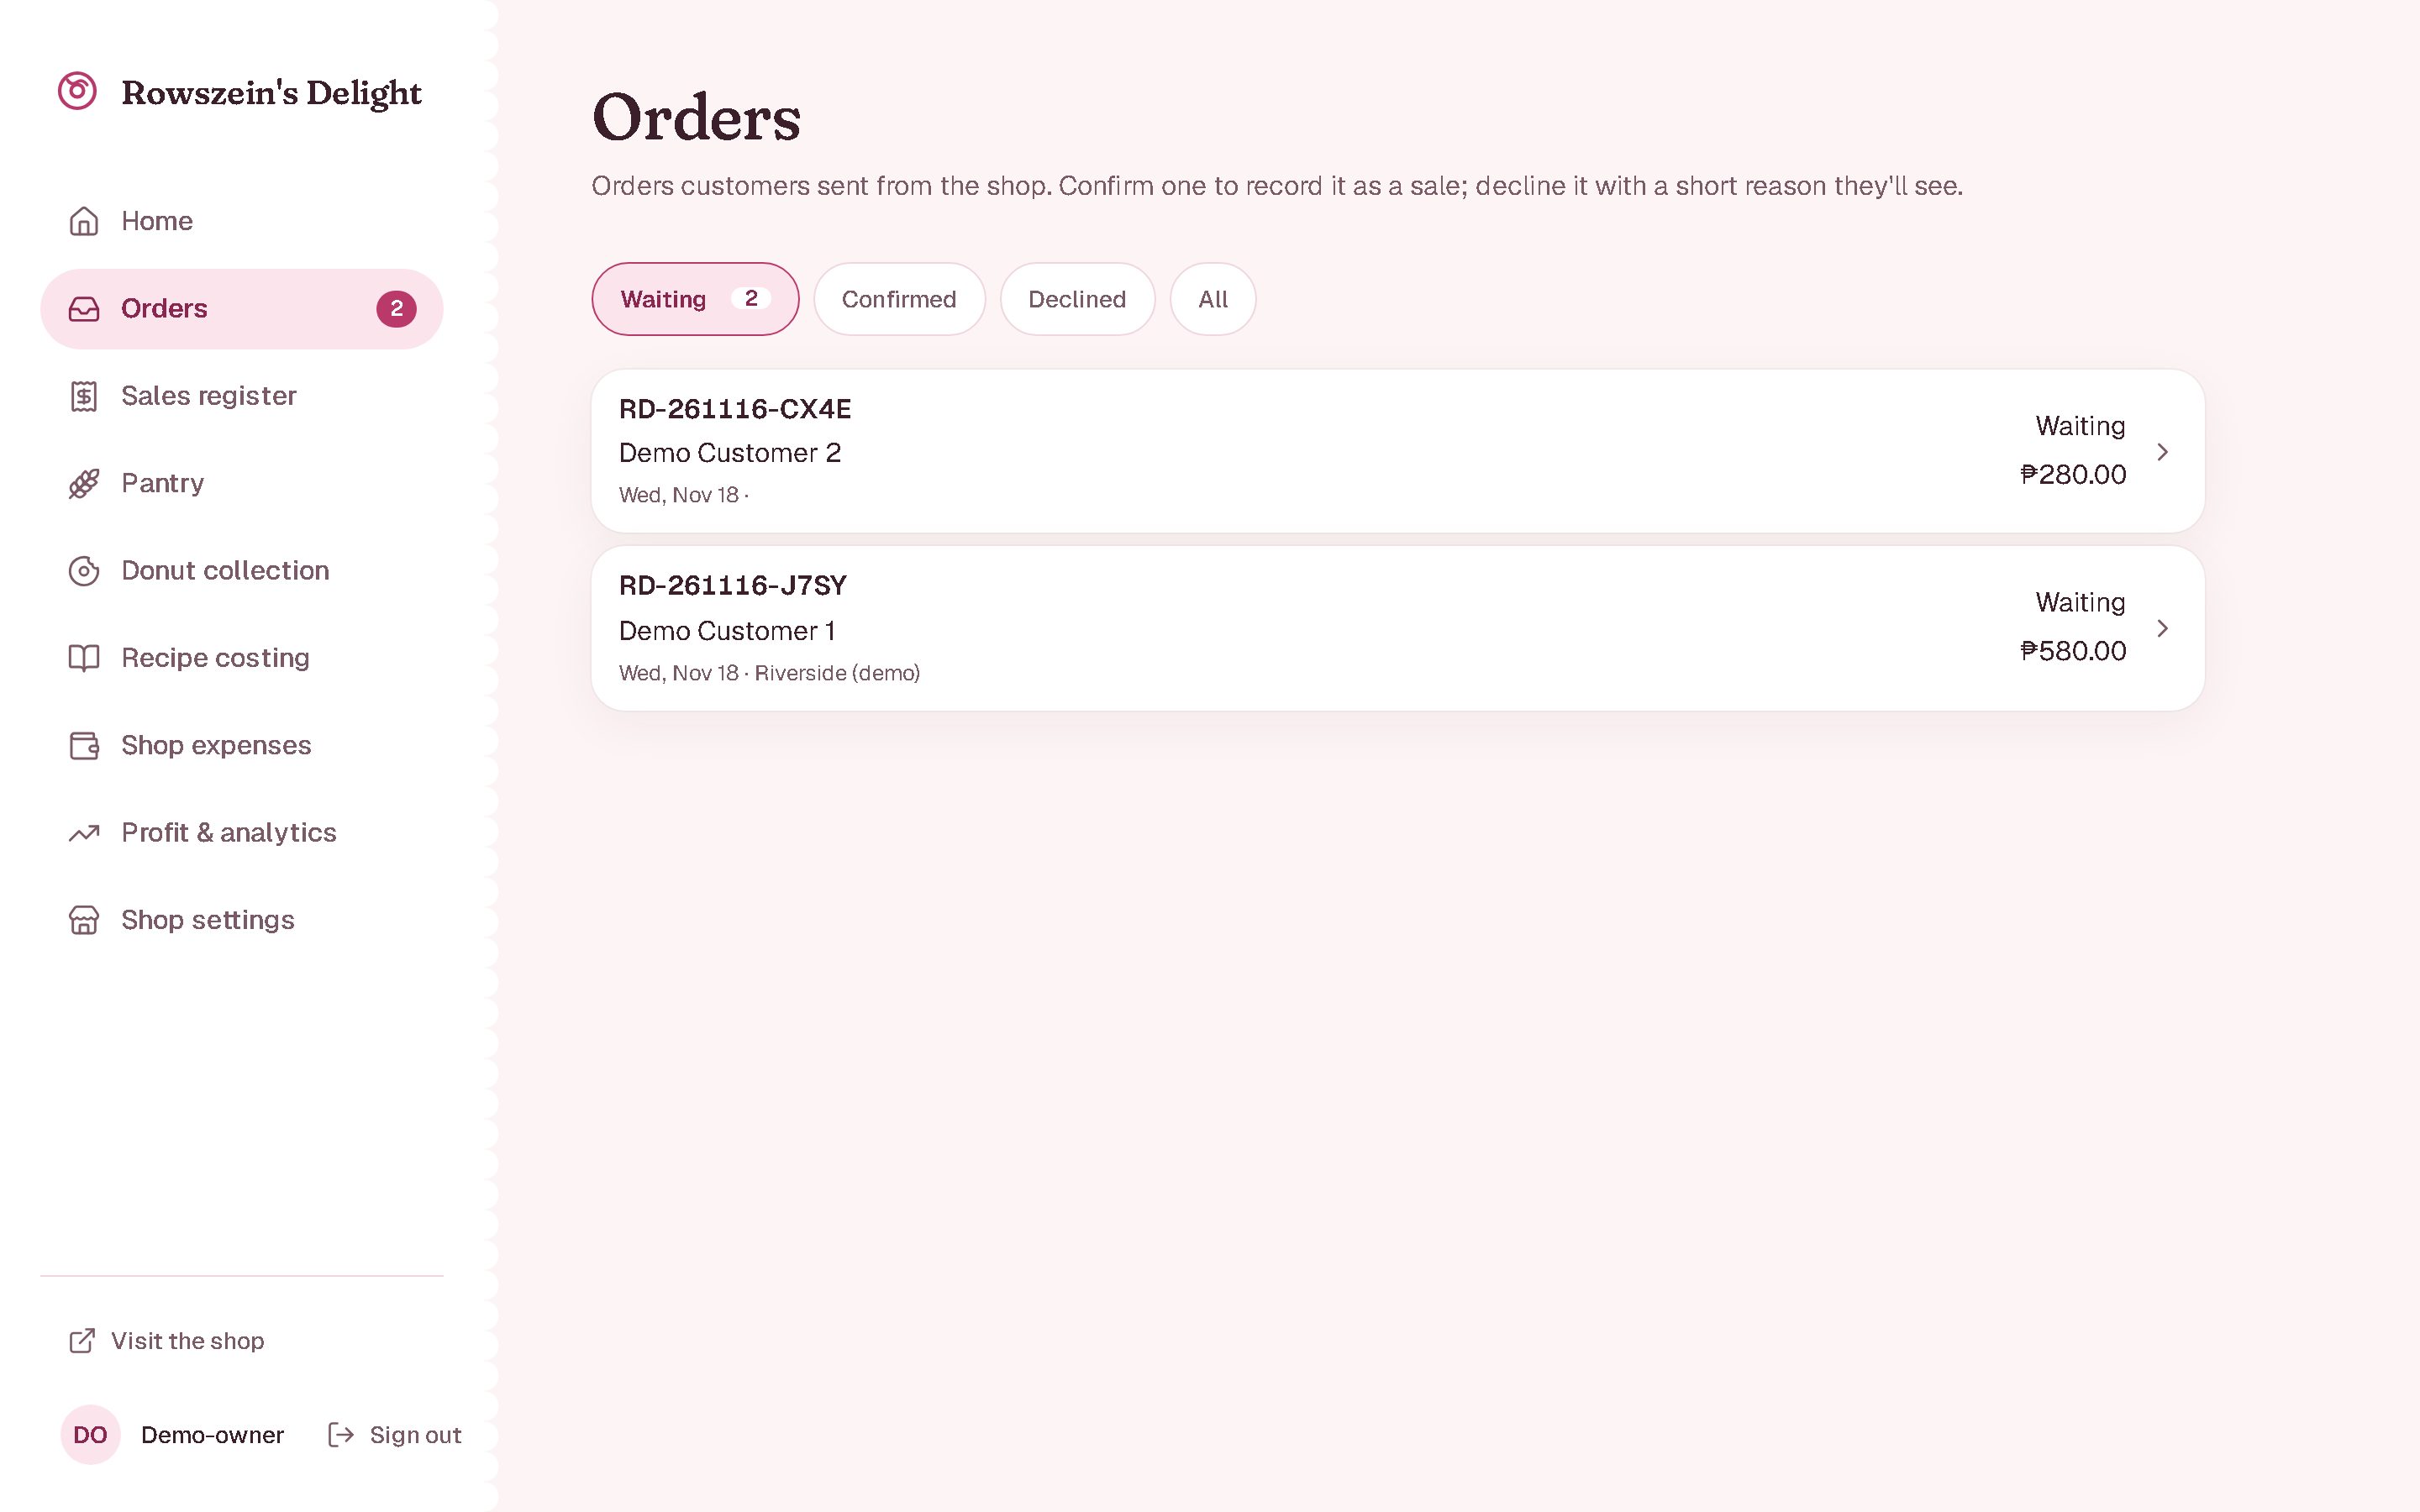 Rowszein's Delight
Home
Orders 2
Sales register
Pantry
Donut collection
Recipe costing
Shop expenses
Profit & analytics
Shop settings
Visit the shop
DO Demo-owner Sign out
Orders
Orders customers sent from the shop. Confirm one to record it as a sale; decline it with a short reason they'll see.
Waiting 2 Confirmed Declined All
RD-261116-CX4E
Demo Customer 2
Wed, Nov 18 ·
Waiting
₱280.00
RD-261116-J7SY
Demo Customer 1
Wed, Nov 18 · Riverside (demo)
Waiting
₱580.00